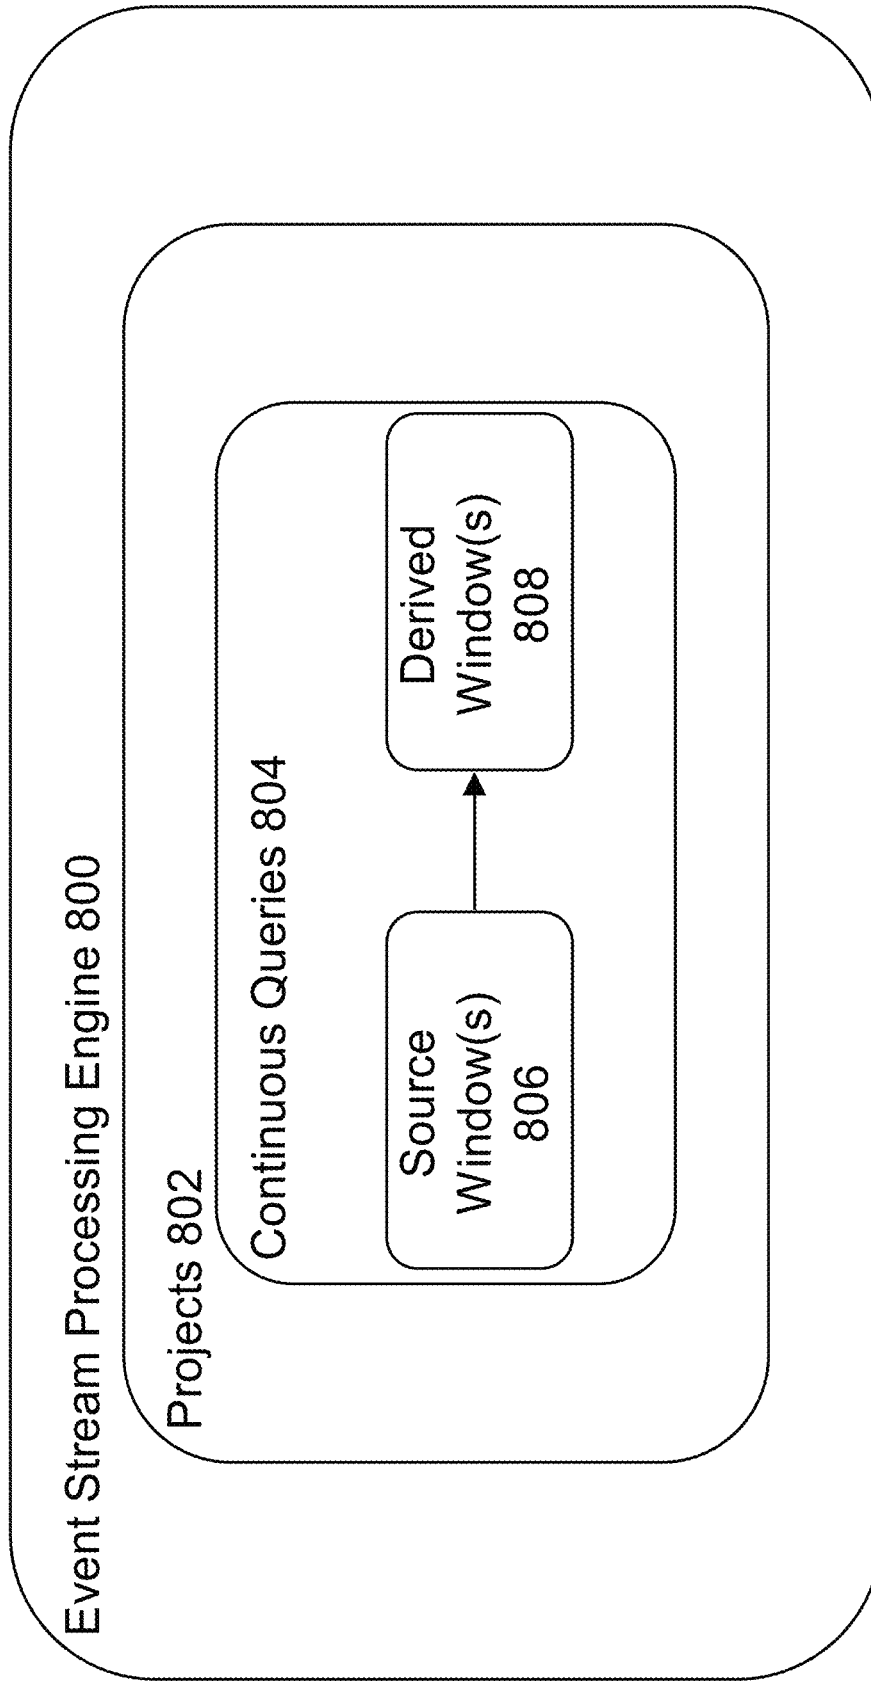 Event Stream Processing Engine 800
Projects 802
Continuous Queries 804
Source
Window(s)
806
Derived
Window(s)
808